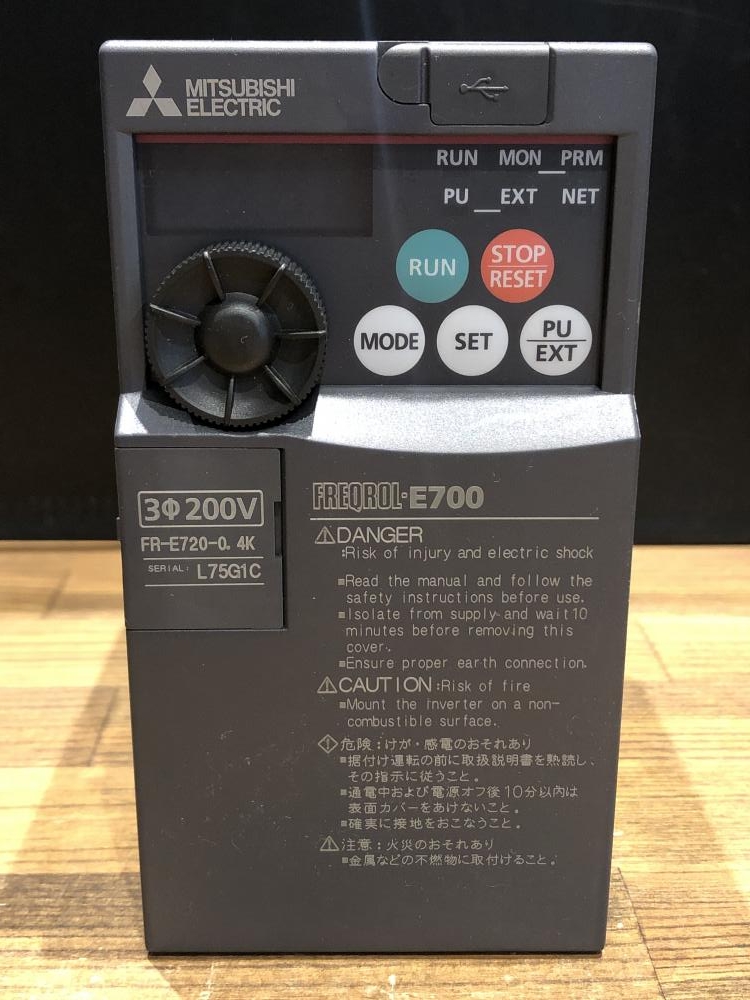 MITSUBISHI
ELECTRIC
RUN MON PRM
PU EXT NET
RUN
STOP
RESET
MODE
SET
PU
EXT
3Φ200V
FR-E720-0.4K
SERIAL: L75G1C
FREQROL-E700
DANGER
:Risk of injury and electric shock
■Read the manual and follow the
safety instructions before use.
■Isolate from supply and wait10
minutes before removing this
cover.
■Ensure proper earth connection.
CAUTION:Risk of fire
■Mount the inverter on a non-
combustible surface.
危険:けが・感電のおそれあり
■据付け運転の前に取扱説明書を熟読し、
その指示に従うこと。
■通電中および電源オフ後10分以内は
表面カバーをあけないこと。
■確実に接地をおこなうこと。
注意:火災のおそれあり
■金属などの不燃物に取付けること。